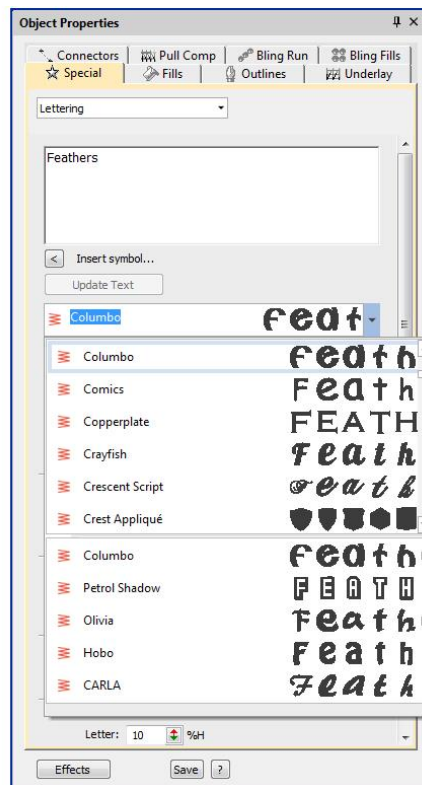 Object Properties
Connectors Pull Comp Bling Run Bling Fills
Special Fills Outlines Underlay
Lettering
Feathers
< Insert symbol...
Update Text
Columbo Feat
Columbo Feath
Comics Feath
Copperplate FEATH
Crayfish Feath
Crescent Script Feath
Crest Appliqué
Columbo Feath
Petrol Shadow FEATH
Olivia Feath
Hobo Feath
CARLA Feath
Letter: 10 %H
Effects Save ?